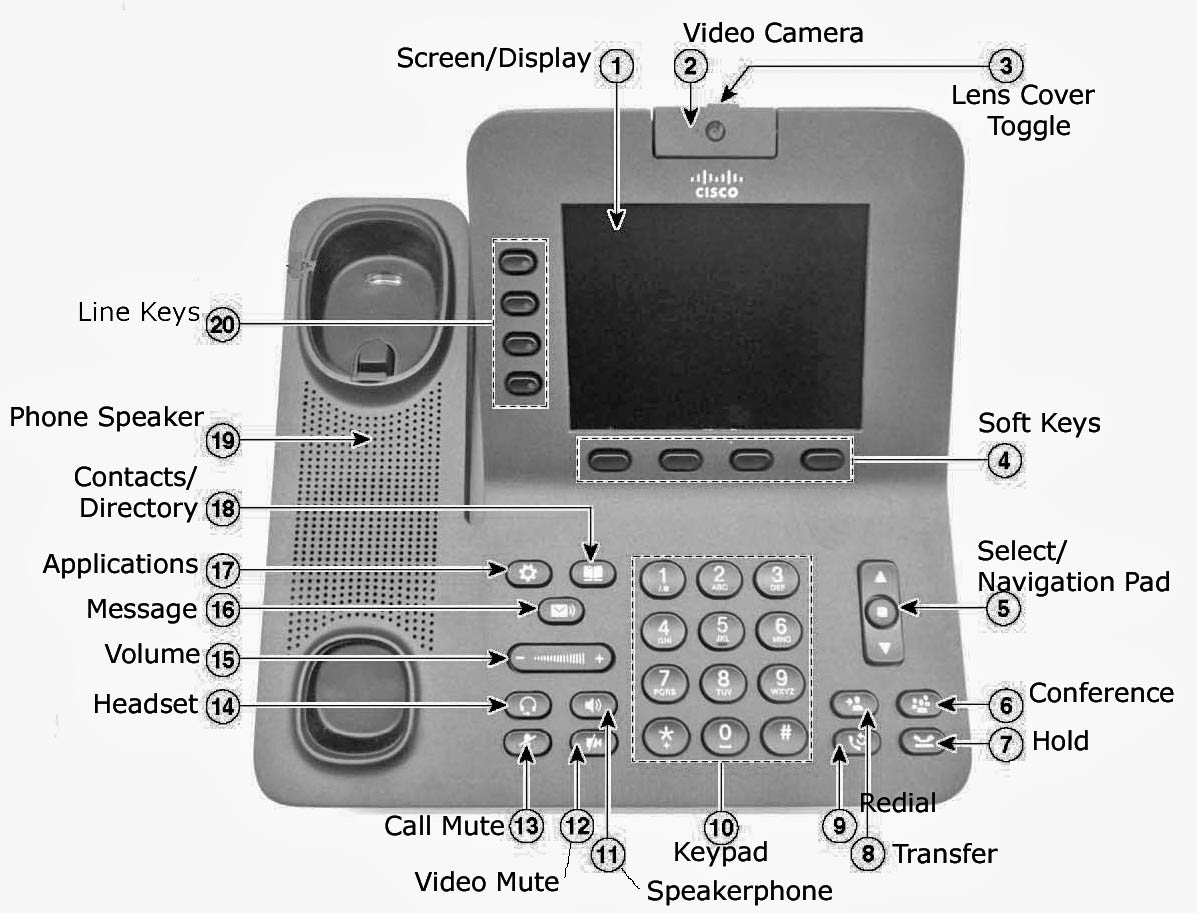 Video Camera
Screen/Display 1 2 3
Lens Cover
Toggle
CISCO
Line Keys 20
Phone Speaker 19
Soft Keys
4
Contacts/
Directory 18
Applications 17
Message 16
Volume 15
- +
Headset 14
1
2 ABC
3 DEF
4 GHI
5 JKL
6 MNO
7 PQRS
8 TUV
9 WXYZ
* +
0
#
Select/
Navigation Pad
5
6 Conference
7 Hold
Redial
Call Mute 13 12 11 10 9 8 Transfer
Keypad
Video Mute
Speakerphone